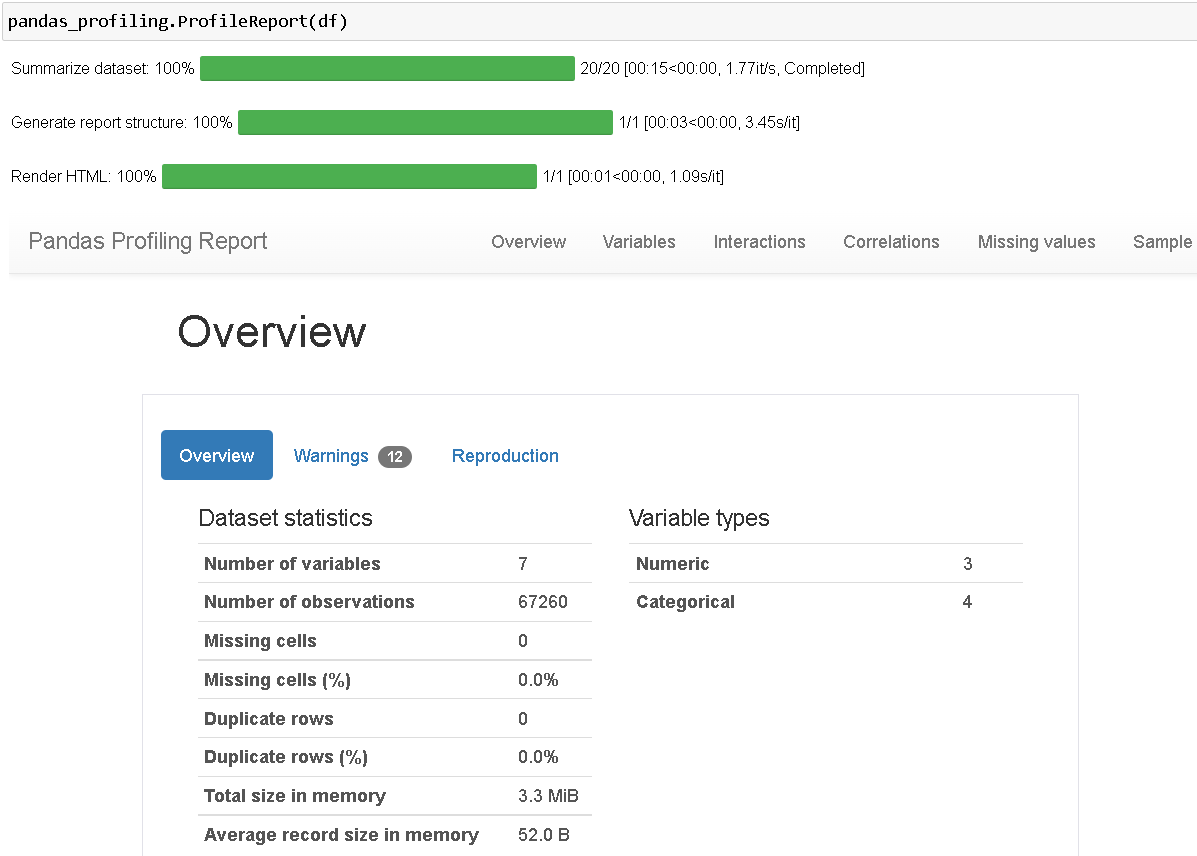 pandas_profiling.ProfileReport(df)
Summarize dataset: 100% 20/20 [00:15<00:00, 1.77it/s, Completed]
Generate report structure: 100% 1/1 [00:03<00:00, 3.45s/it]
Render HTML: 100% 1/1 [00:01<00:00, 1.09s/it]
Pandas Profiling Report Overview Variables Interactions Correlations Missing values Sample
Overview
Overview Warnings 12 Reproduction
Dataset statistics
Number of variables 7
Number of observations 67260
Missing cells 0
Missing cells (%) 0.0%
Duplicate rows 0
Duplicate rows (%) 0.0%
Total size in memory 3.3 MiB
Average record size in memory 52.0 B
Variable types
Numeric 3
Categorical 4